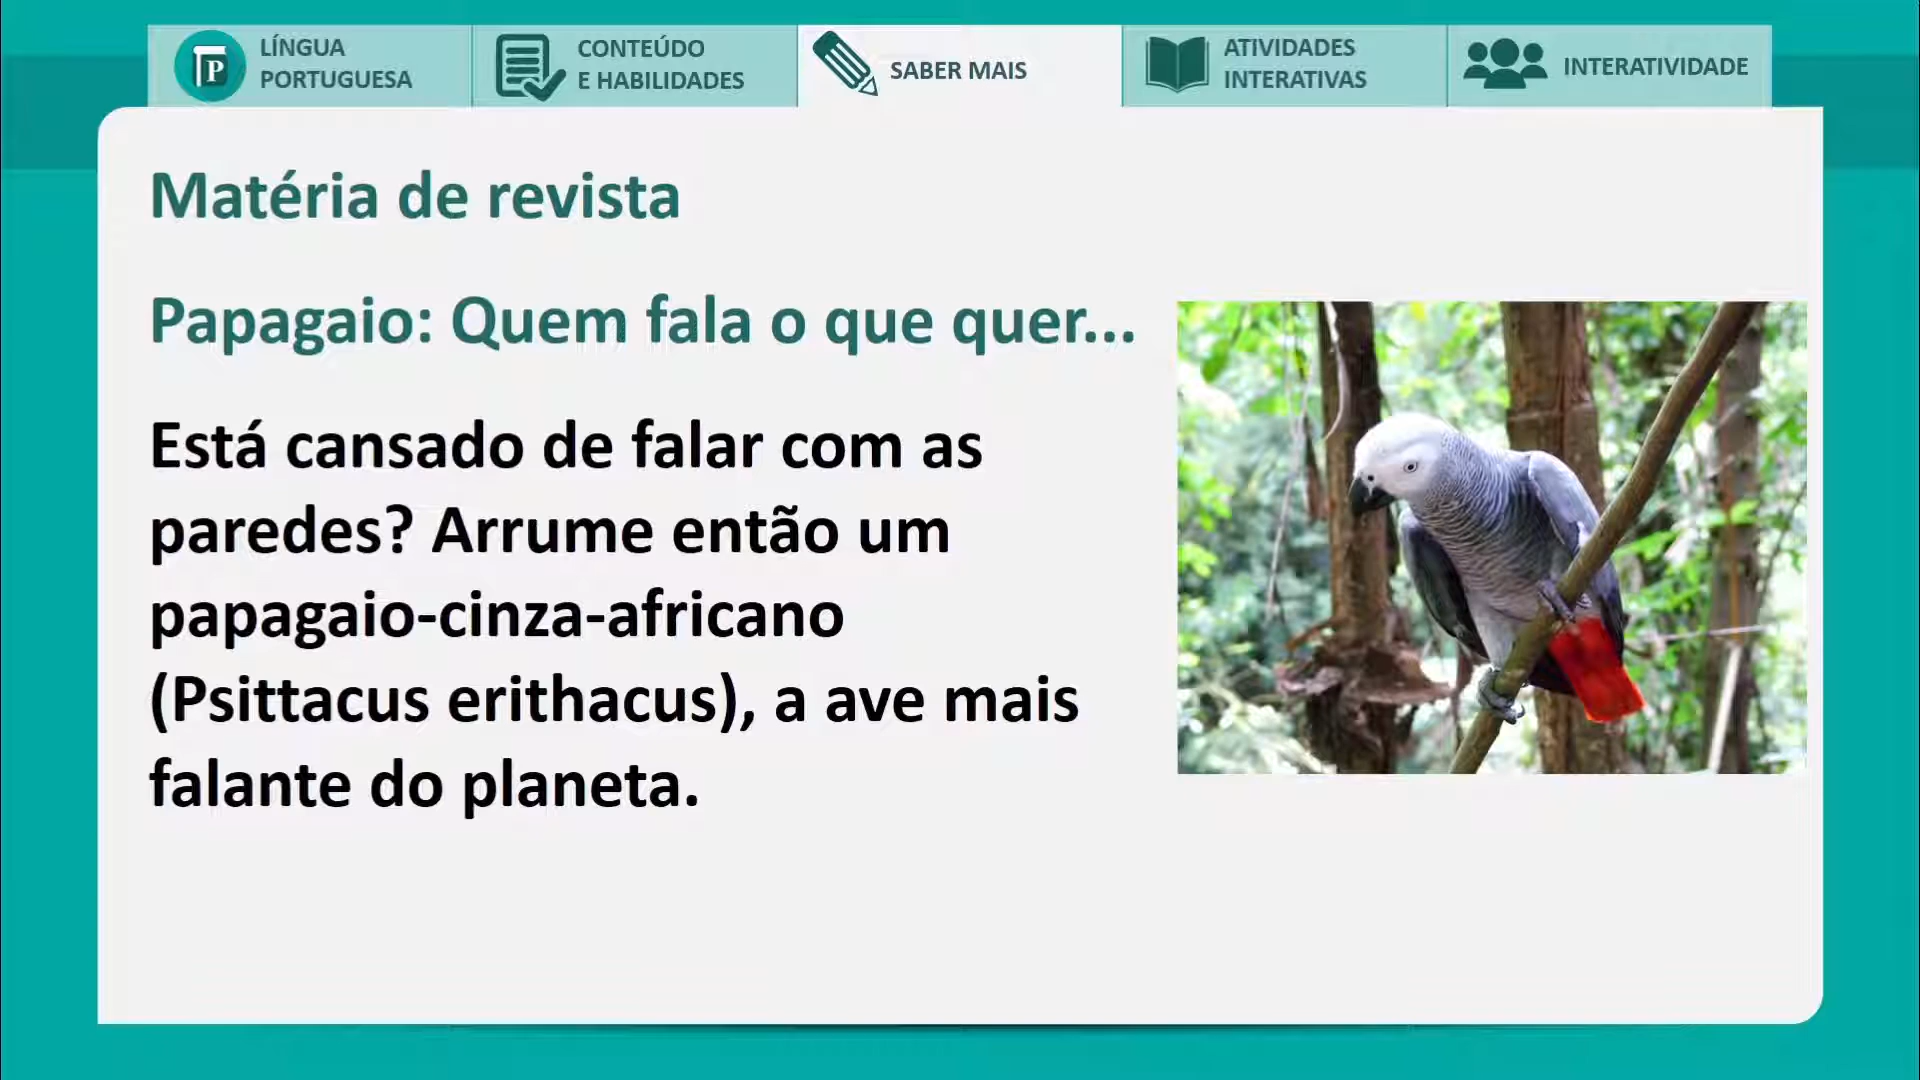 LÍNGUA
PORTUGUESA
CONTEÚDO
E HABILIDADES
SABER MAIS
ATIVIDADES
INTERATIVAS
INTERATIVIDADE
P
Matéria de revista
Papagaio: Quem fala o que quer...
Está cansado de falar com as
paredes? Arrume então um
papagaio-cinza-africano
(Psittacus erithacus), a ave mais
falante do planeta.